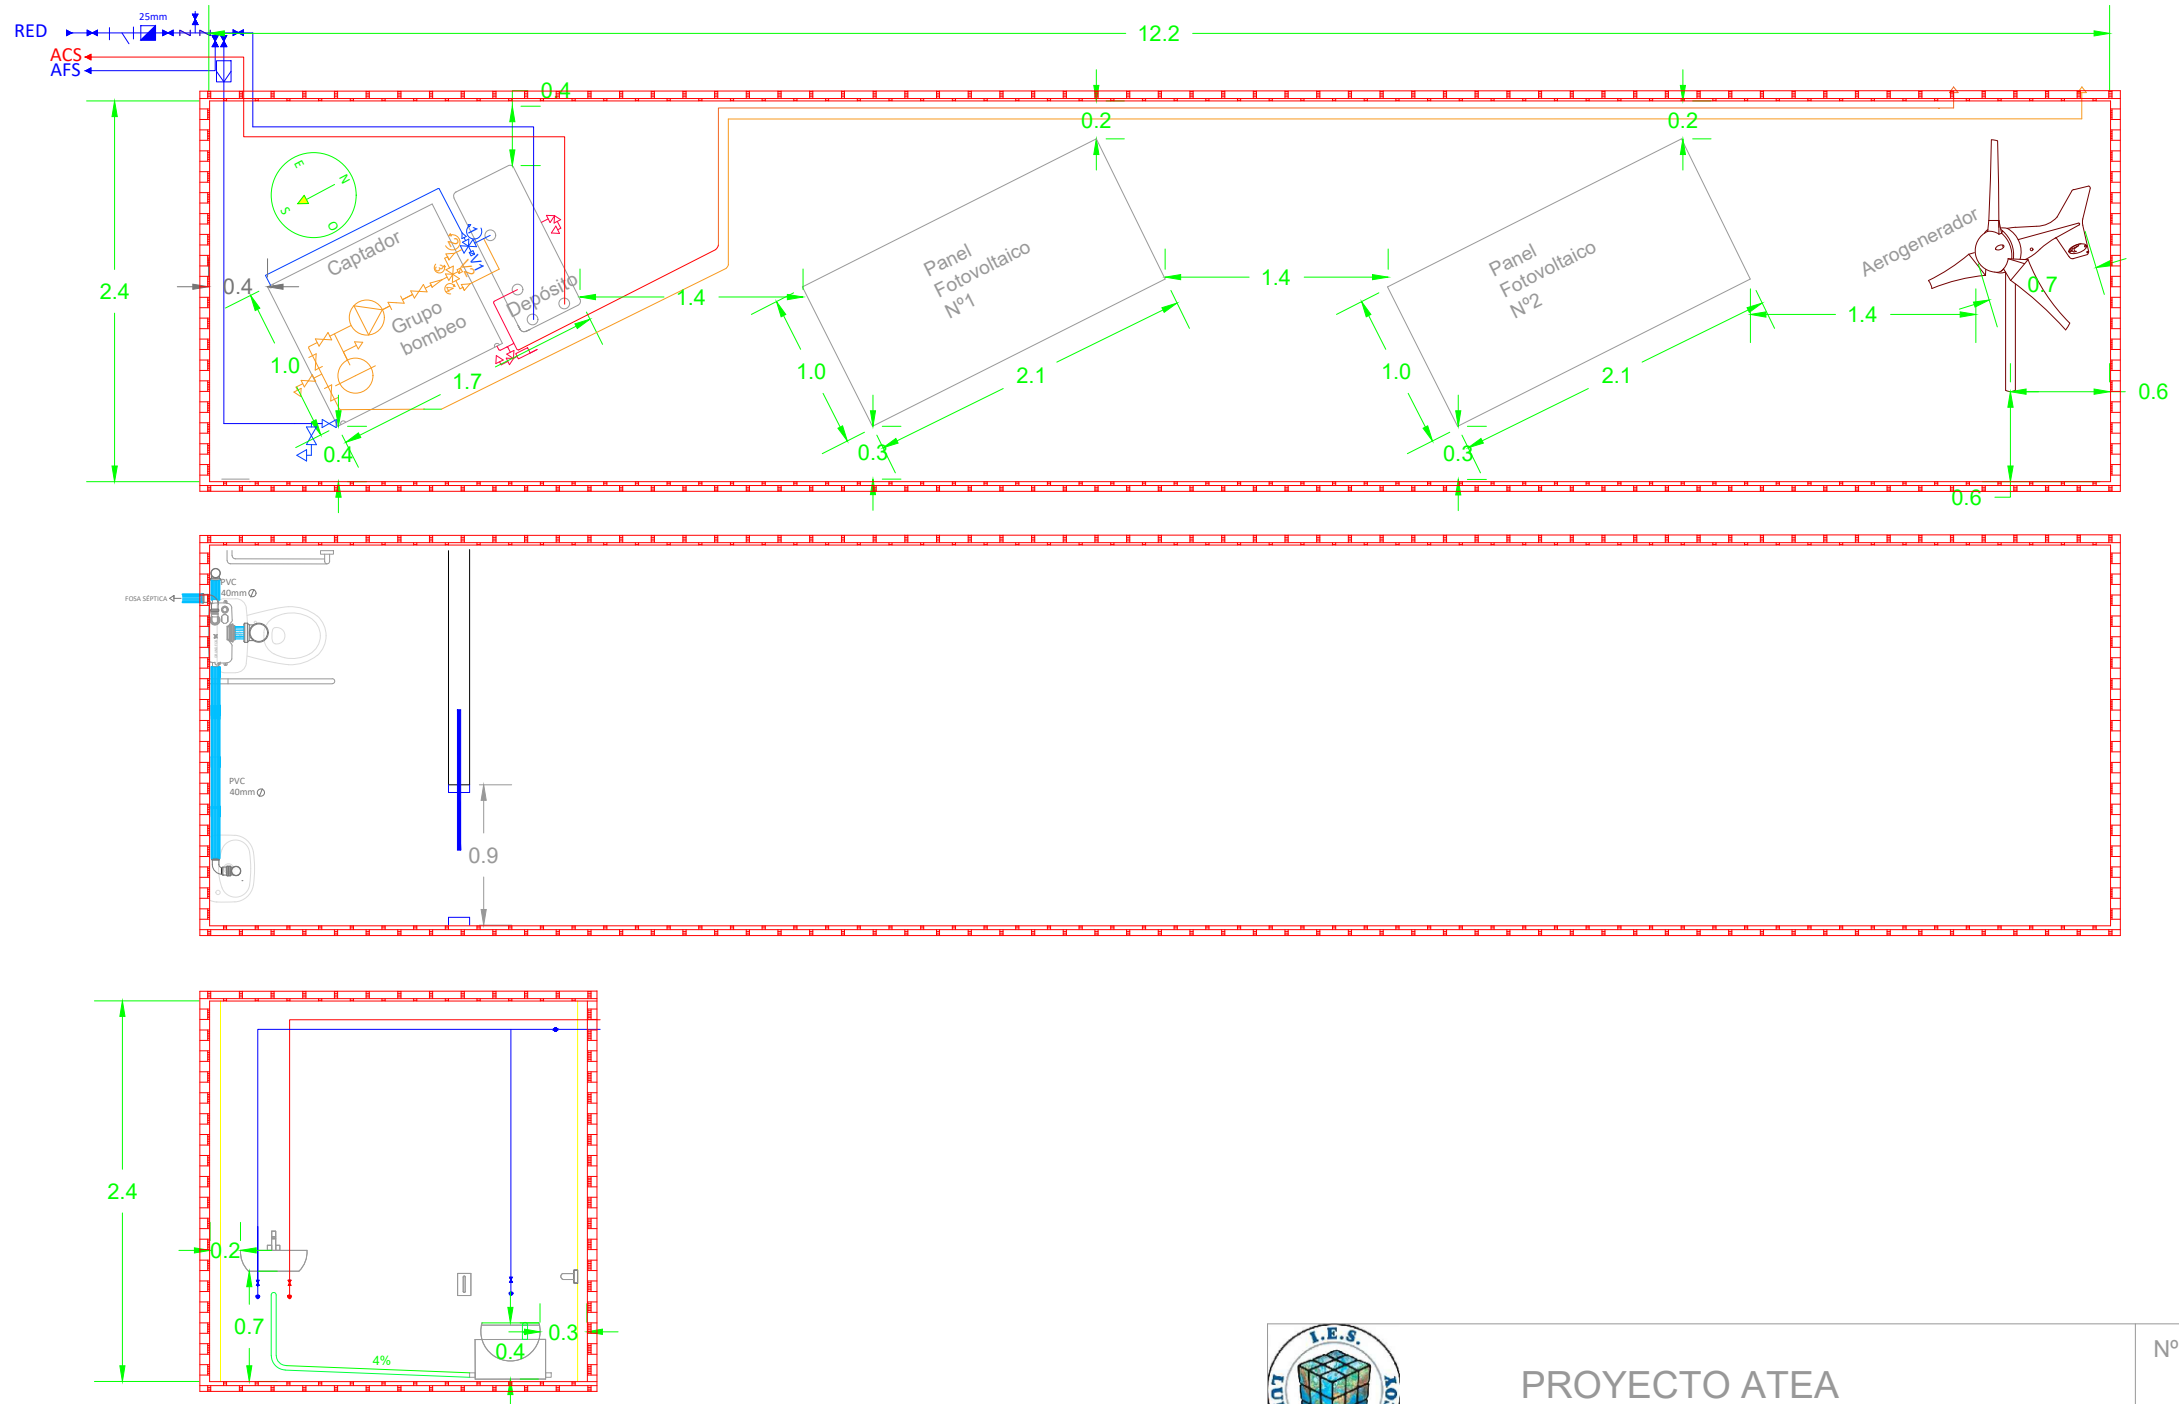 RED
25mm
12.2
ACS
AFS
0.4
0.2
0.2
2.4
E
N
S
O
Captador
0.4
V1
Grupo
bombeo
Depósito
1.0
1.7
0.4
1.4
Panel
Fotovoltaico
Nº1
1.0
2.1
0.3
1.4
Panel
Fotovoltaico
Nº2
1.0
2.1
0.3
1.4
Aerogenerador
0.7
0.6
0.6
PVC
40mm
FOSA SÉPTICA
PVC
40mm
0.9
2.4
0.2
0.7
4%
0.4
0.3
I.E.S.
PROYECTO ATEA
Nº